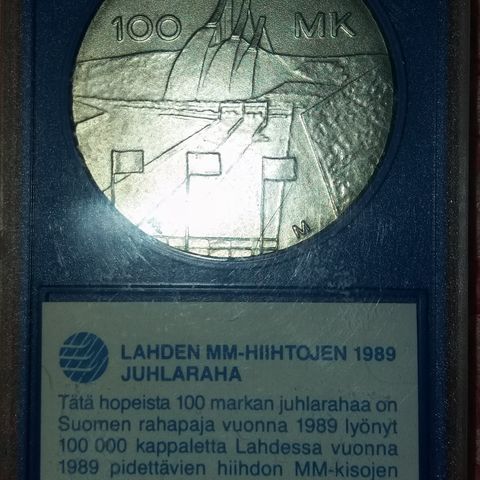 100 MK
M
LAHDEN MM-HIIHTOJEN 1989
JUHLARAHA
Tätä hopeista 100 markan juhlarahaa on
Suomen rahapaja vuonna 1989 lyönyt
100 000 kappaletta Lahdessa vuonna
1989 pidettävien hiihdon MM-kisojen